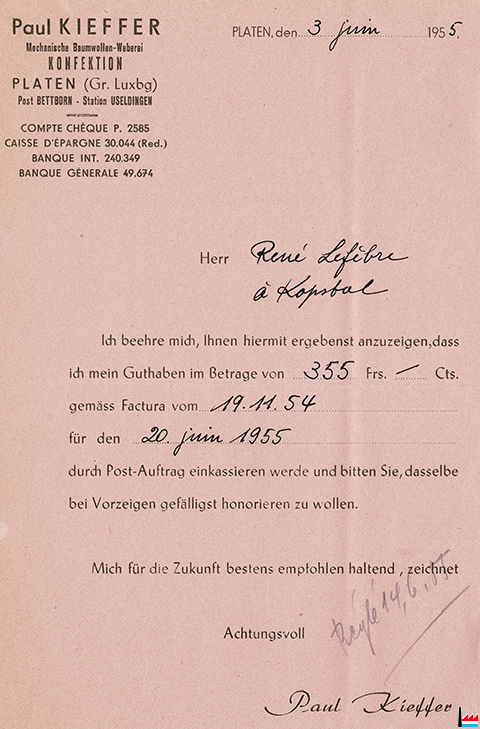 Paul KIEFFER
Mechanische Baumwollen-Weberei
KONFEKTION
PLATEN (Gr. Luxbg)
Post BETTBORN - Station USELDINGEN
COMPTE CHÈQUE P. 2585
CAISSE D'ÉPARGNE 30.044 (Red.)
BANQUE INT. 240.349
BANQUE GÉNERALE 49.674
PLATEN, den 3 juin 1955,
Herr René Lefèbre
à Kopstal
Ich beehre mich, Ihnen hiermit ergebenst anzuzeigen, dass
ich mein Guthaben im Betrage von 355 Frs. — Cts.
gemäss Factura vom 19.11.54
für den 20. juin 1955
durch Post-Auftrag einkassieren werde und bitten Sie, dasselbe
bei Vorzeigen gefälligst honorieren zu wollen.
Mich für die Zukunft bestens empfohlen haltend, zeichnet
Achtungsvoll
Réglé 14.6.55
Paul Kieffer